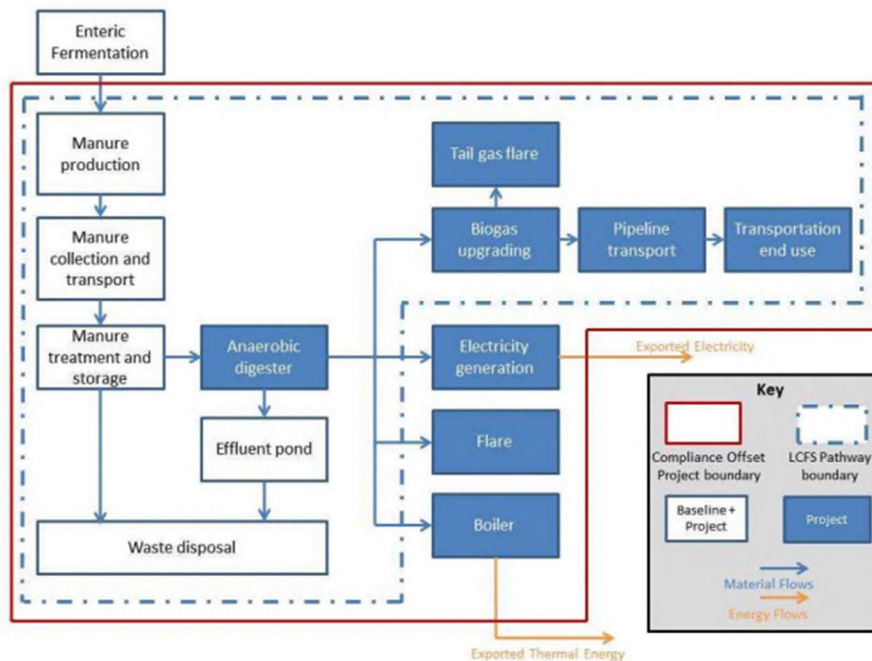 Enteric
Fermentation
Manure
production
Manure
collection and
transport
Manure
treatment and
storage
Anaerobic
digester
Effluent pond
Waste disposal
Tail gas flare
Biogas
upgrading
Pipeline
transport
Transportation
end use
Electricity
generation
Exported Electricity
Flare
Boiler
Exported Thermal Energy
Key
Compliance Offset
Project boundary
LCFS Pathway
boundary
Baseline +
Project
Project
Material Flows
Energy Flows